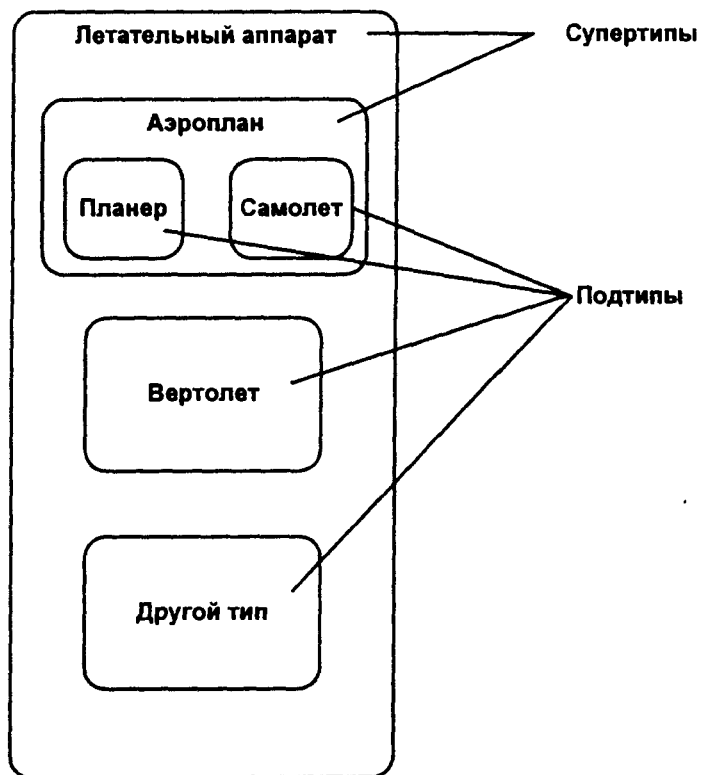 Летательный аппарат
Супертипы
Аэроплан
Планер
Самолет
Подтипы
Вертолет
Другой тип